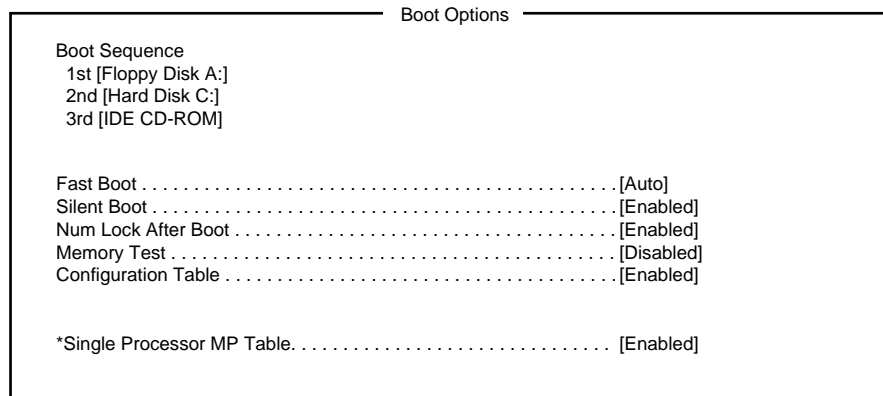 Boot Options
Boot Sequence
1st [Floppy Disk A:]
2nd [Hard Disk C:]
3rd [IDE CD-ROM]
Fast Boot . . . . . . . . . . . . . . . . . . . . . . . . . . . . . . . . . . . . . . . . . . . . . . [Auto]
Silent Boot . . . . . . . . . . . . . . . . . . . . . . . . . . . . . . . . . . . . . . . . . . . . . [Enabled]
Num Lock After Boot . . . . . . . . . . . . . . . . . . . . . . . . . . . . . . . . . . . . . [Enabled]
Memory Test . . . . . . . . . . . . . . . . . . . . . . . . . . . . . . . . . . . . . . . . . . . [Disabled]
Configuration Table . . . . . . . . . . . . . . . . . . . . . . . . . . . . . . . . . . . . . . [Enabled]
*Single Processor MP Table. . . . . . . . . . . . . . . . . . . . . . . . . . . . . . . [Enabled]